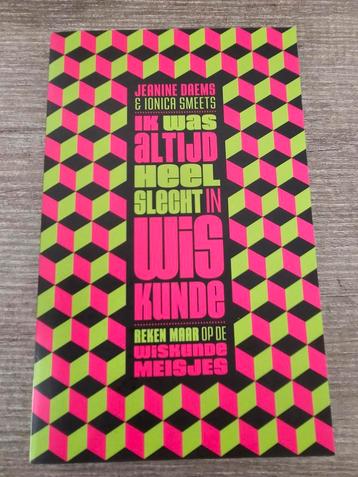 JEANINE DAEMS
& IONICA SMEETS
IK WAS
ALTIJD
HEEL
SLECHT IN
WIS
KUNDE
REKEN MAAR OP DE
WISKUNDE
MEISJES